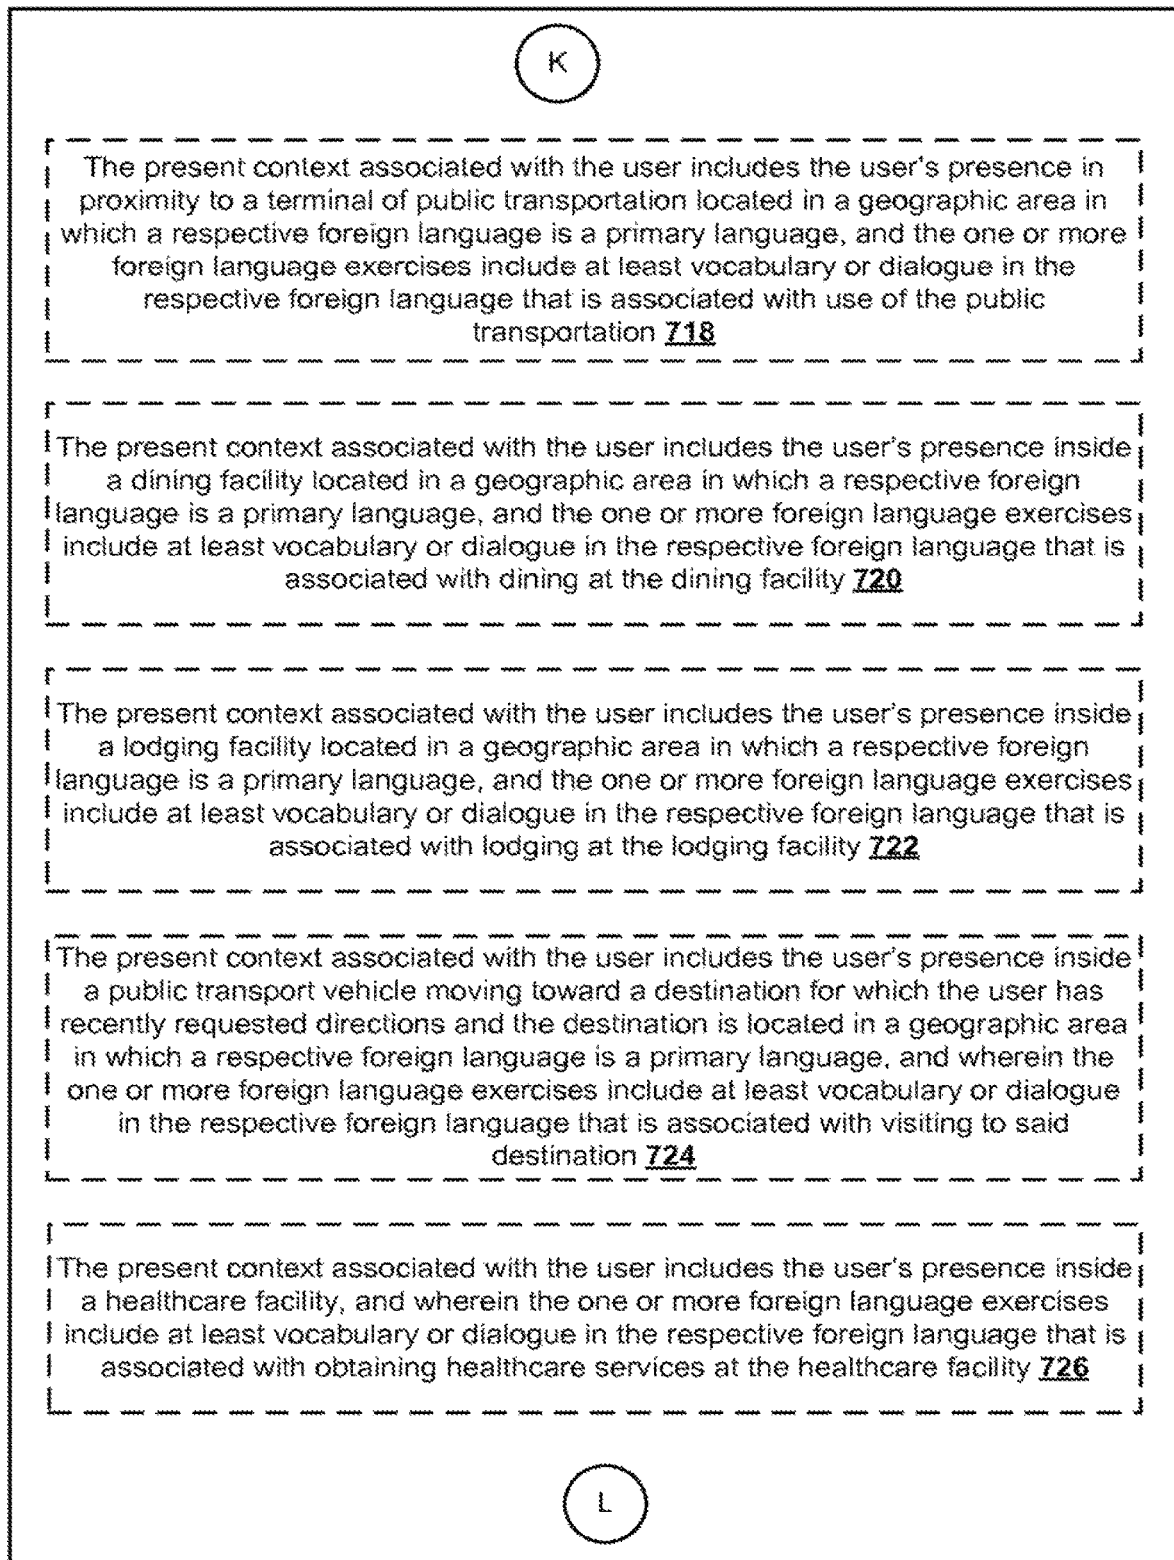 K
The present context associated with the user includes the user's presence in
proximity to a terminal of public transportation located in a geographic area in
which a respective foreign language is a primary language, and the one or more
foreign language exercises include at least vocabulary or dialogue in the
respective foreign language that is associated with use of the public
transportation 718
The present context associated with the user includes the user's presence inside
a dining facility located in a geographic area in which a respective foreign
language is a primary language, and the one or more foreign language exercises
include at least vocabulary or dialogue in the respective foreign language that is
associated with dining at the dining facility 720
The present context associated with the user includes the user's presence inside
a lodging facility located in a geographic area in which a respective foreign
language is a primary language, and the one or more foreign language exercises
include at least vocabulary or dialogue in the respective foreign language that is
associated with lodging at the lodging facility 722
The present context associated with the user includes the user's presence inside
a public transport vehicle moving toward a destination for which the user has
recently requested directions and the destination is located in a geographic area
in which a respective foreign language is a primary language, and wherein the
one or more foreign language exercises include at least vocabulary or dialogue
in the respective foreign language that is associated with visiting to said
destination 724
The present context associated with the user includes the user's presence inside
a healthcare facility, and wherein the one or more foreign language exercises
include at least vocabulary or dialogue in the respective foreign language that is
associated with obtaining healthcare services at the healthcare facility 726
L